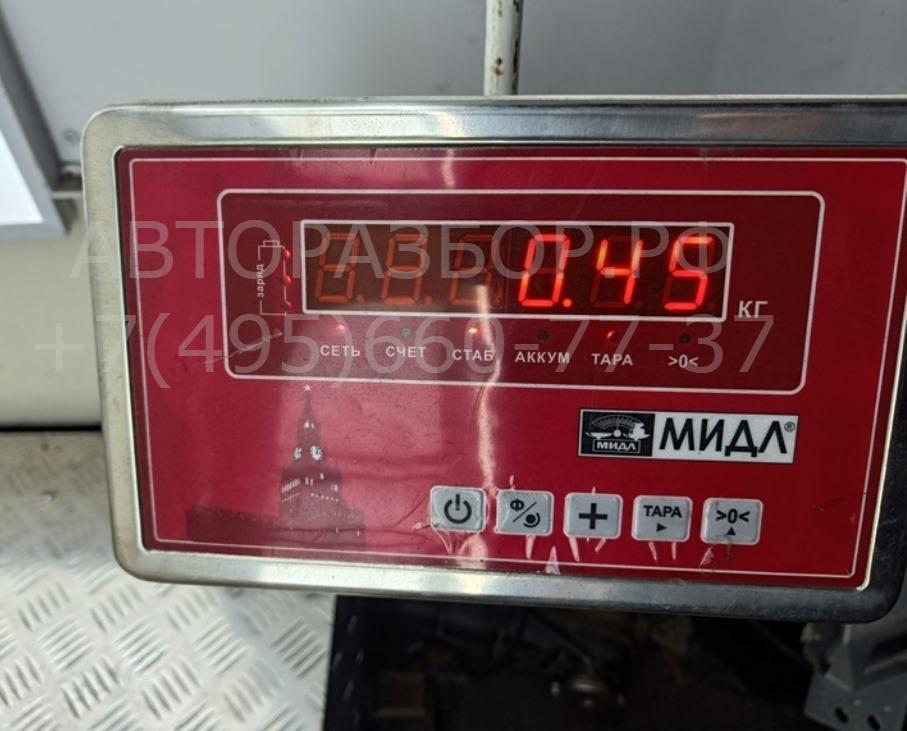 АВТОРАЗБОР.РФ
+7(495)660-77-37
заряд
0.45
КГ
СЕТЬ СЧЕТ СТАБ АККУМ ТАРА >0<
МИДЛ МИДЛ®
Ф ТАРА >0<